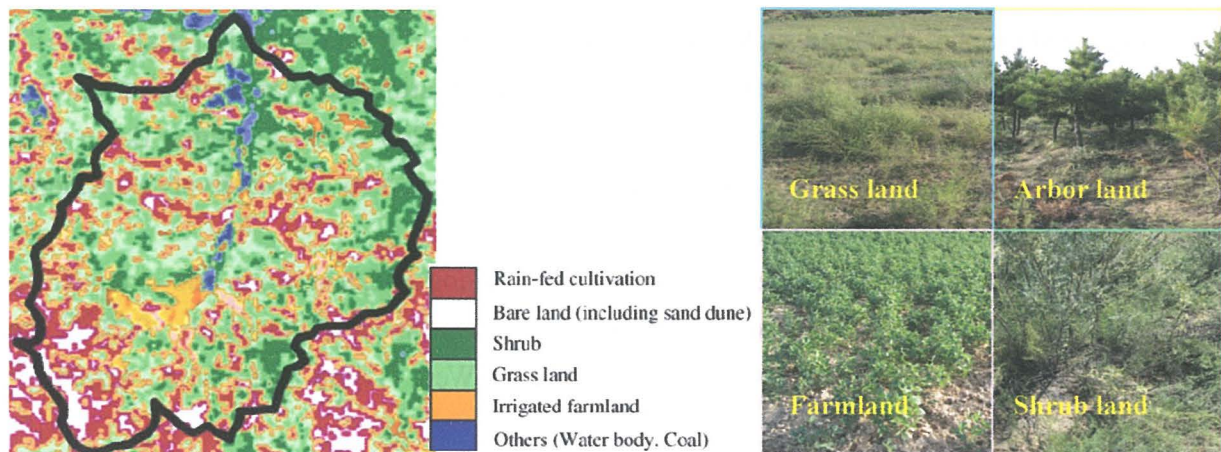 Rain-fed cultivation
Bare land (including sand dune)
Shrub
Grass land
Irrigated farmland
Others (Water body. Coal)
Grass land
Arbor land
Farmland
Shrub land